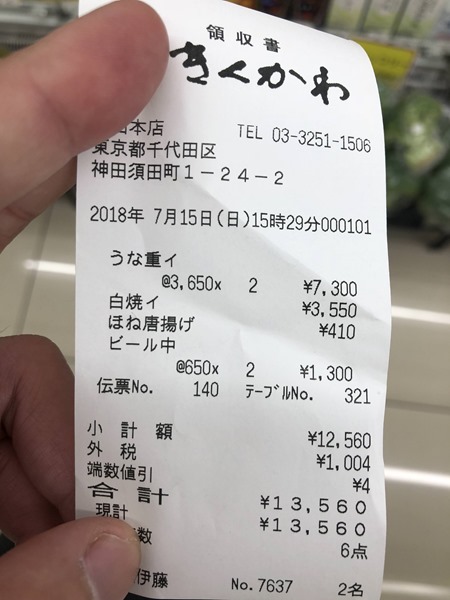 領収書
きくかわ
本店 TEL 03-3251-1506
東京都千代田区
神田須田町1-24-2
2018年 7月15日(日)15時29分000101
うな重イ
@3,650x 2 ¥7,300
白焼イ ¥3,550
ほね唐揚げ ¥410
ビール中
@650x 2 ¥1,300
伝票No. 140 テーブルNo. 321
小計額 ¥12,560
外税 ¥1,004
端数値引 ¥4
合計 ¥13,560
現計 ¥13,560
数 6点
伊藤 No.7637 2名